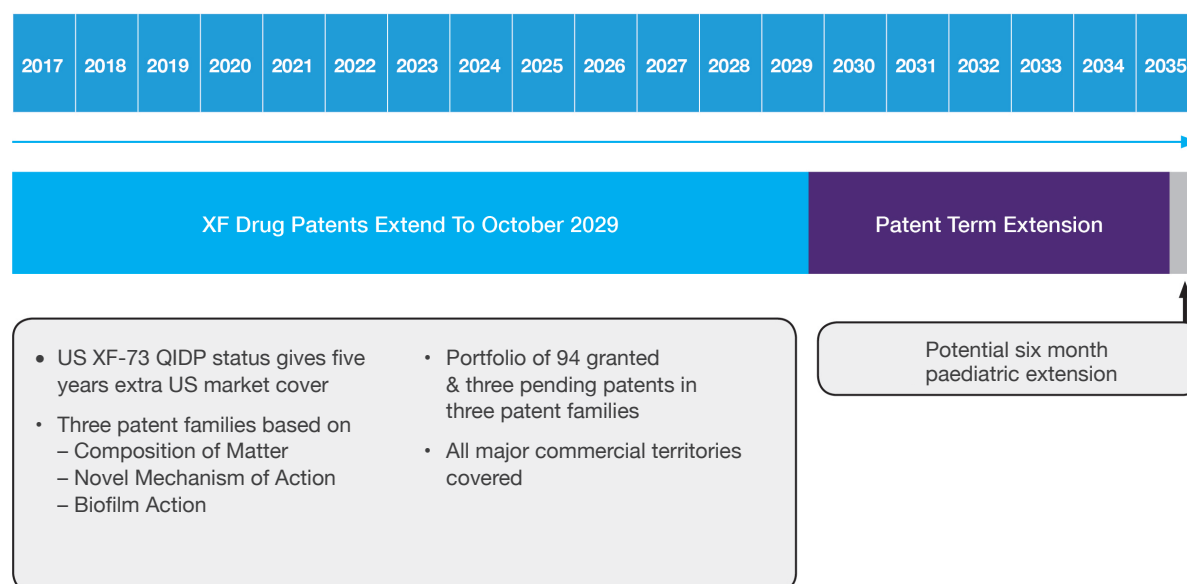 2017 2018 2019 2020 2021 2022 2023 2024 2025 2026 2027 2028 2029 2030 2031 2032 2033 2034 2035
XF Drug Patents Extend To October 2029
Patent Term Extension
• US XF-73 QIDP status gives five
years extra US market cover
• Three patent families based on
– Composition of Matter
– Novel Mechanism of Action
– Biofilm Action
• Portfolio of 94 granted
& three pending patents in
three patent families
• All major commercial territories
covered
Potential six month
paediatric extension